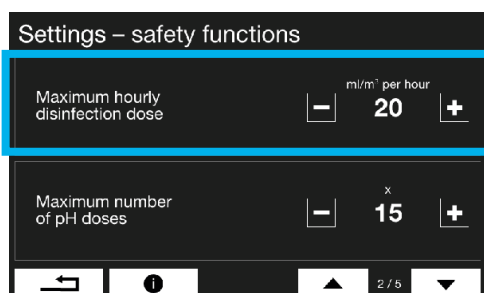 Settings – safety functions
Maximum hourly
disinfection dose
ml/m³ per hour
20
Maximum number
of pH doses
x
15
2/5